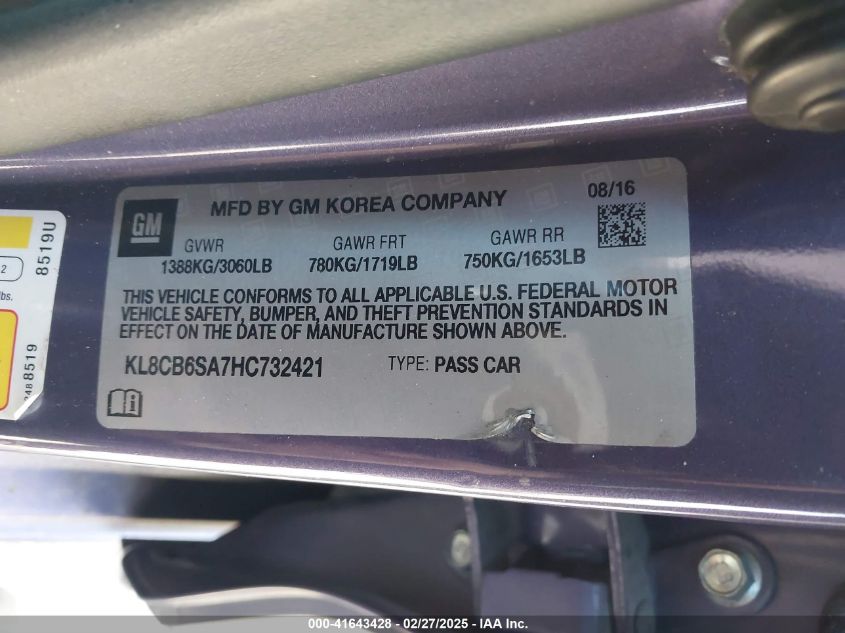 GM
MFD BY GM KOREA COMPANY
08/16
GVWR GAWR FRT GAWR RR
1388KG/3060LB 780KG/1719LB 750KG/1653LB
THIS VEHICLE CONFORMS TO ALL APPLICABLE U.S. FEDERAL MOTOR
VEHICLE SAFETY, BUMPER, AND THEFT PREVENTION STANDARDS IN
EFFECT ON THE DATE OF MANUFACTURE SHOWN ABOVE.
KL8CB6SA7HC732421 TYPE: PASS CAR
8519U
2
lbs.
8519
000-41643428 - 02/27/2025 - IAA Inc.